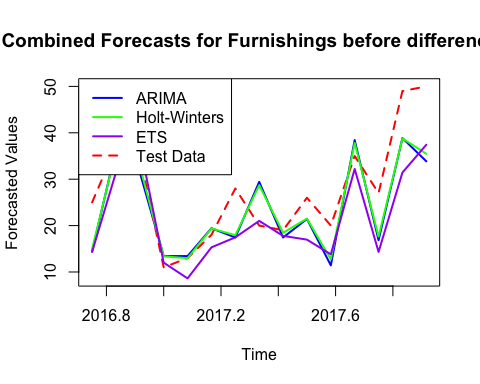 Combined Forecasts for Furnishings before differen
ARIMA
Holt-Winters
ETS
Test Data
Forecasted Values
50
40
30
20
10
2016.8
2017.2
2017.6
Time